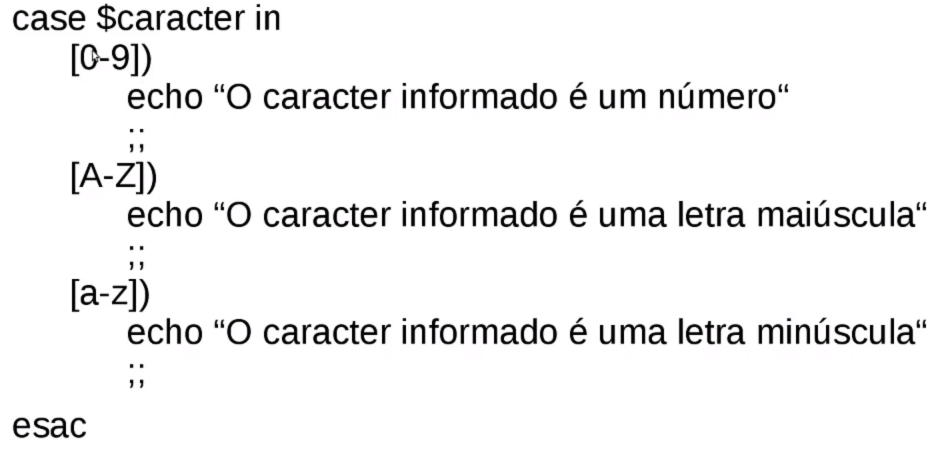 case $caracter in
[0-9])
echo “O caracter informado é um número“
;;
[A-Z])
echo “O caracter informado é uma letra maiúscula“
;;
[a-z])
echo “O caracter informado é uma letra minúscula“
;;
esac